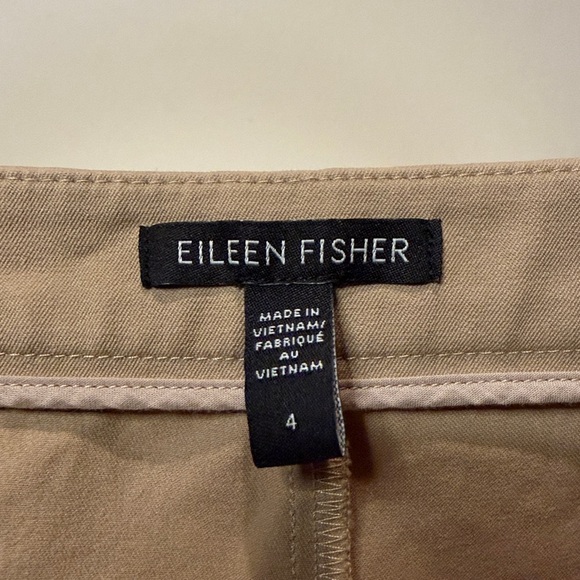 EILEEN FISHER
MADE IN
VIETNAM/
FABRIQUÉ
AU
VIETNAM
4